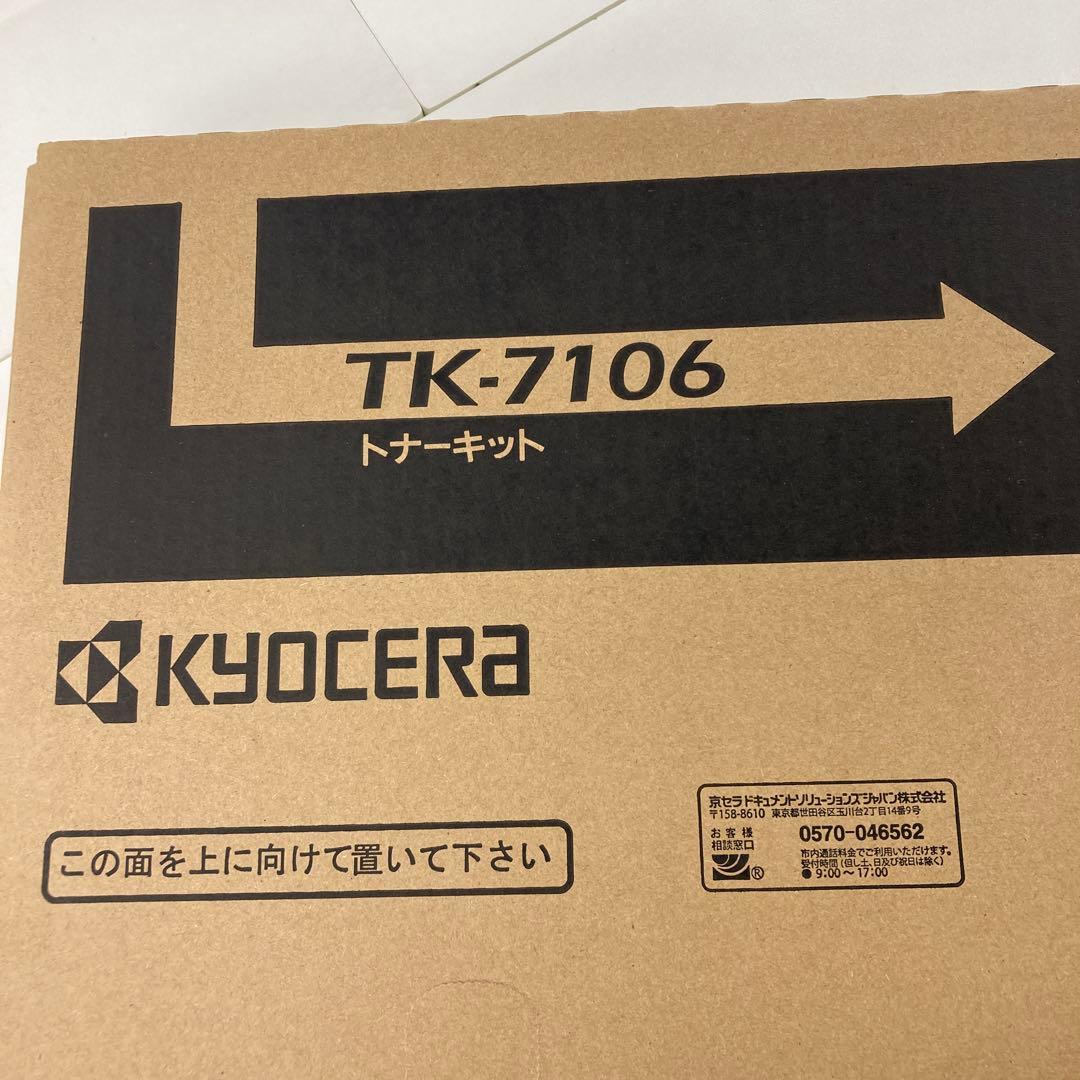 TK-7106
トナーキット
KYOCERA
この面を上に向けて置いて下さい
京セラドキュメントソリューションズジャパン株式会社
〒158-8610 東京都世田谷区玉川台2丁目14番9号
お客様
相談窓口
0570-046562
市内通話料金でご利用いただけます。
受付時間（但し土、日及び祝日は除く）
●9:00～17:00
®